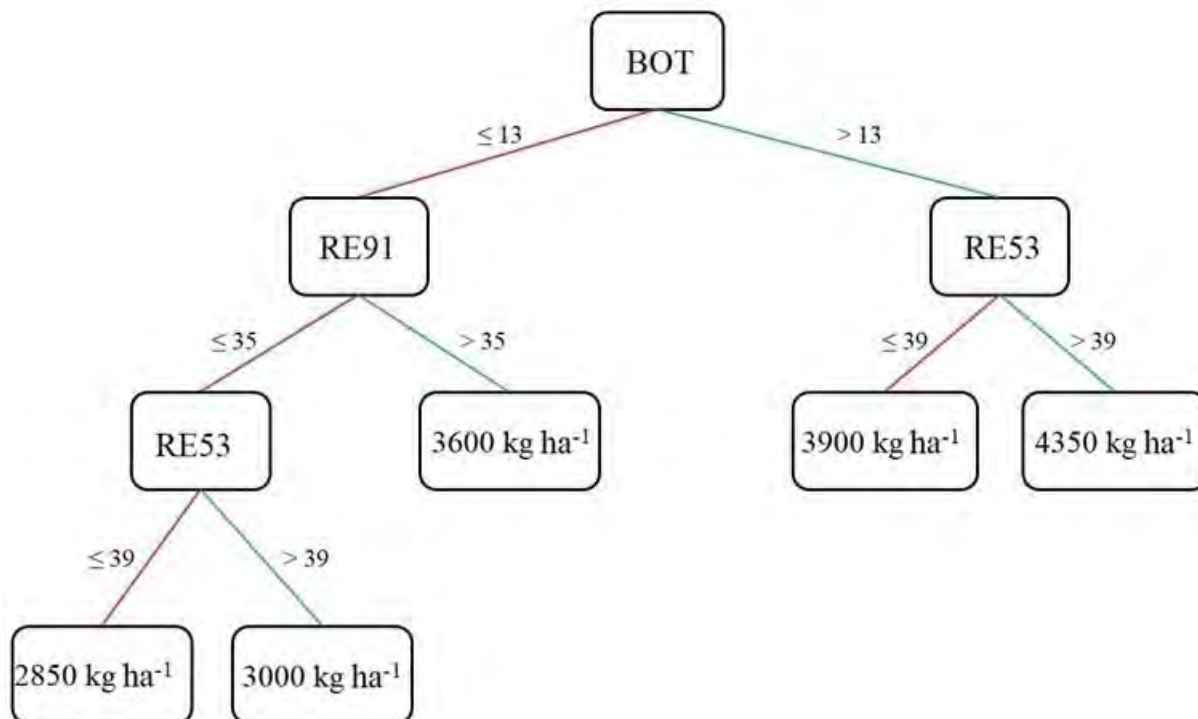 BOT
≤ 13
> 13
RE91
RE53
≤ 35
> 35
≤ 39
> 39
RE53
3600 kg ha⁻¹
3900 kg ha⁻¹
4350 kg ha⁻¹
≤ 39
> 39
2850 kg ha⁻¹
3000 kg ha⁻¹